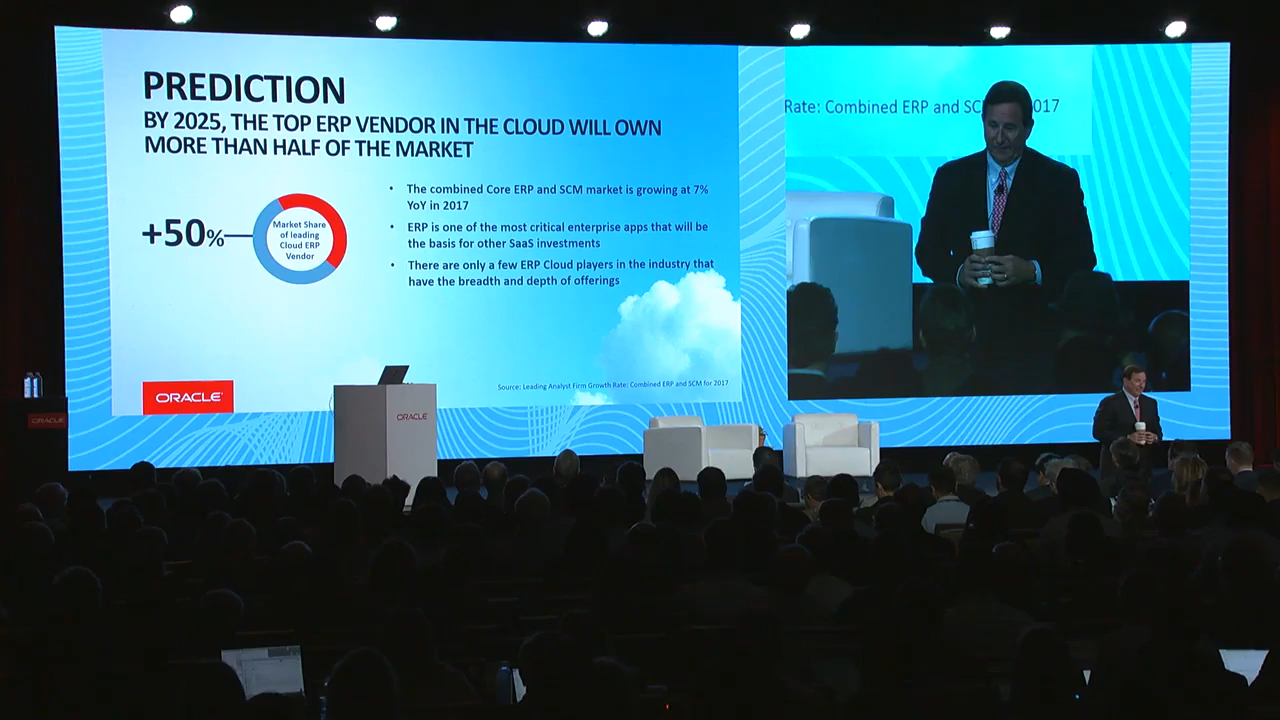 PREDICTION
BY 2025, THE TOP ERP VENDOR IN THE CLOUD WILL OWN
MORE THAN HALF OF THE MARKET
+50%
Market Share
of leading
Cloud ERP
Vendor
• The combined Core ERP and SCM market is growing at 7%
YoY in 2017
• ERP is one of the most critical enterprise apps that will be
the basis for other SaaS investments
• There are only a few ERP Cloud players in the industry that
have the breadth and depth of offerings
Source: Leading Analyst Firm Growth Rate: Combined ERP and SCM for 2017
ORACLE
Rate: Combined ERP and SC 2017
ORACLE
ORACLE